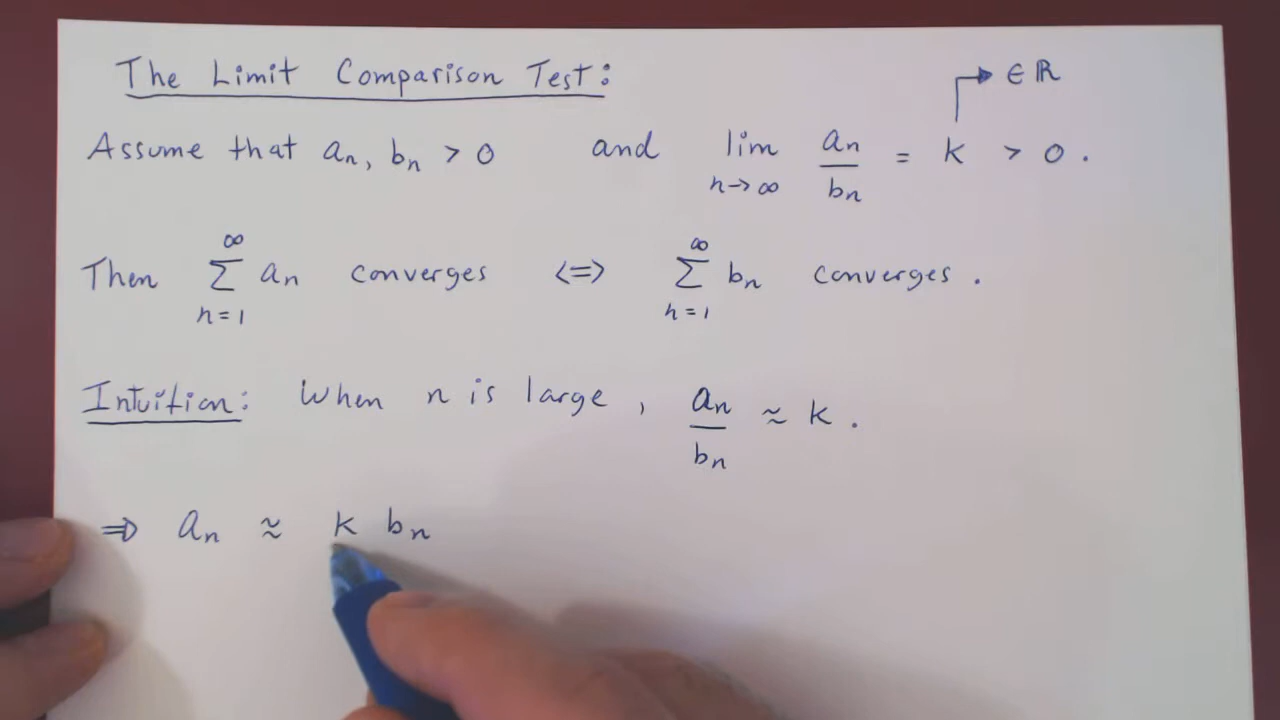 The Limit Comparison Test:
→ ∈ ℝ
Assume that aₙ, bₙ > 0 and lim n→∞ aₙ/bₙ = k > 0.
Then ∑ n=1 ∞ aₙ converges <=> ∑ n=1 ∞ bₙ converges.
Intuition: When n is large, aₙ/bₙ ≈ k.
⇒ aₙ ≈ k bₙ